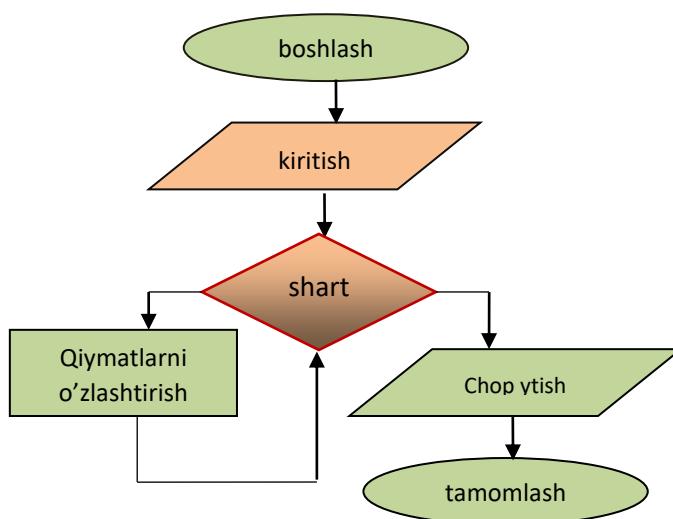 boshlash
kiritish
shart
Qiymatlarni
o’zlashtirish
Chop ytish
tamomlash